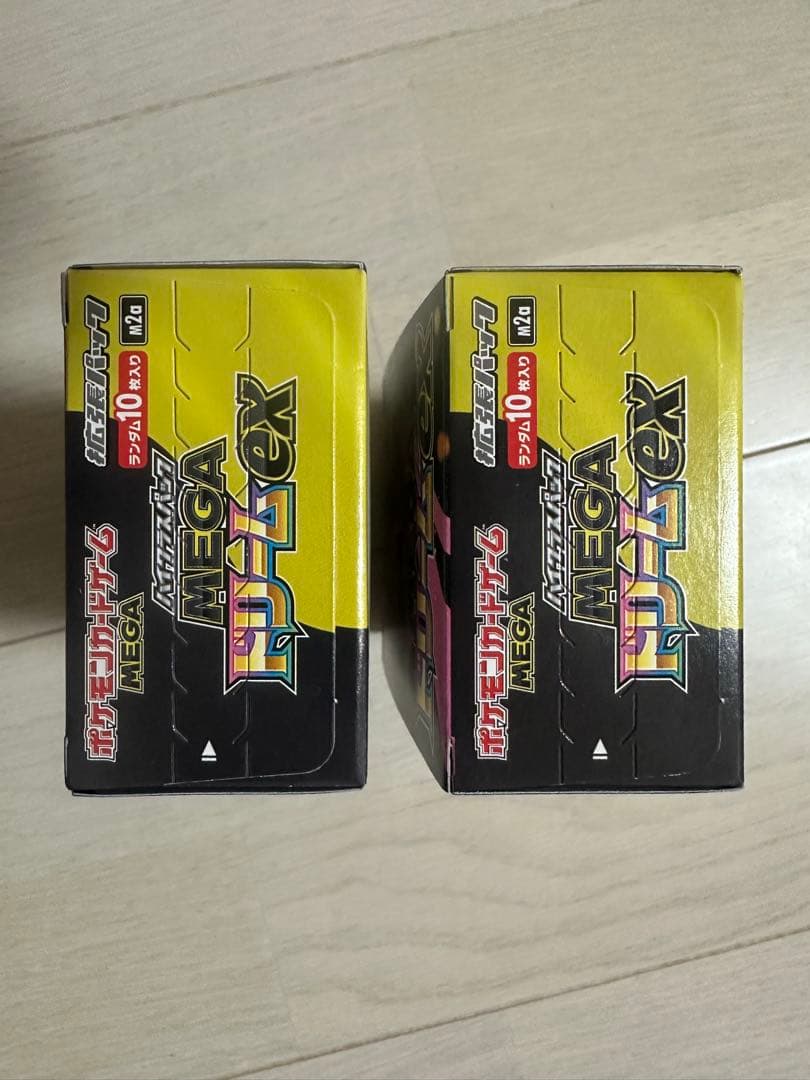 ポケモンカードゲーム
MEGA
拡張パック
M2a
ランダム10枚入り
ハイクラスパック
MEGA
ドリームex
ポケモンカードゲーム
MEGA
拡張パック
M2a
ランダム10枚入り
ハイクラスパック
MEGA
ドリームex